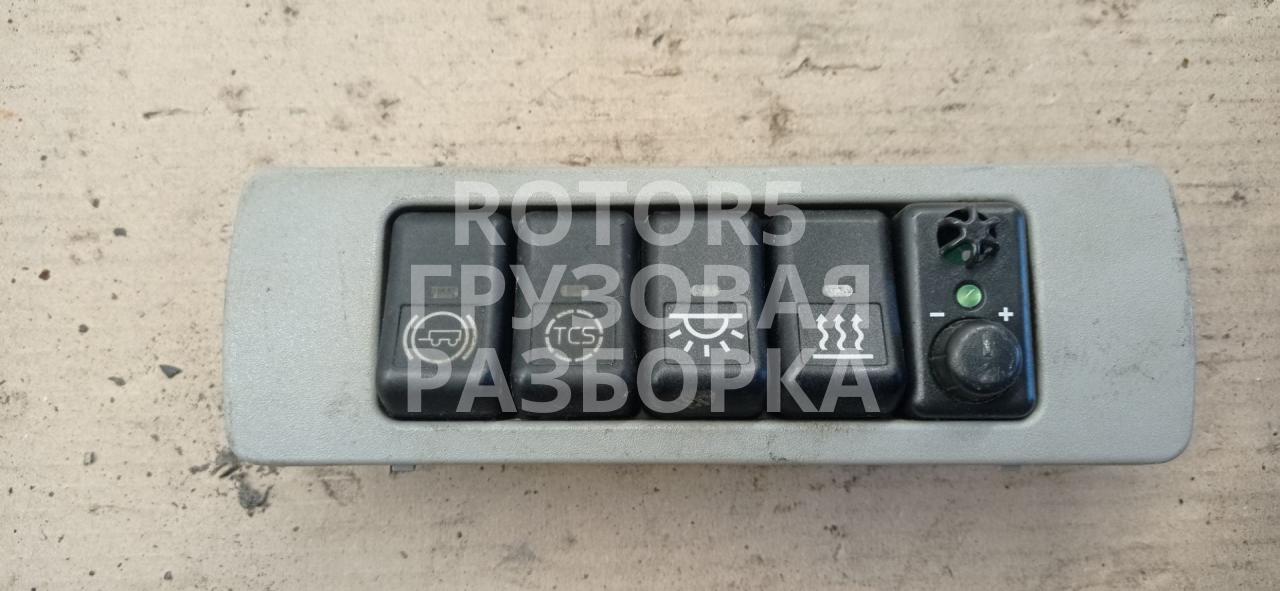 ROTOR5
ГРУЗОВАЯ
РАЗБОРКА
TCS
- +